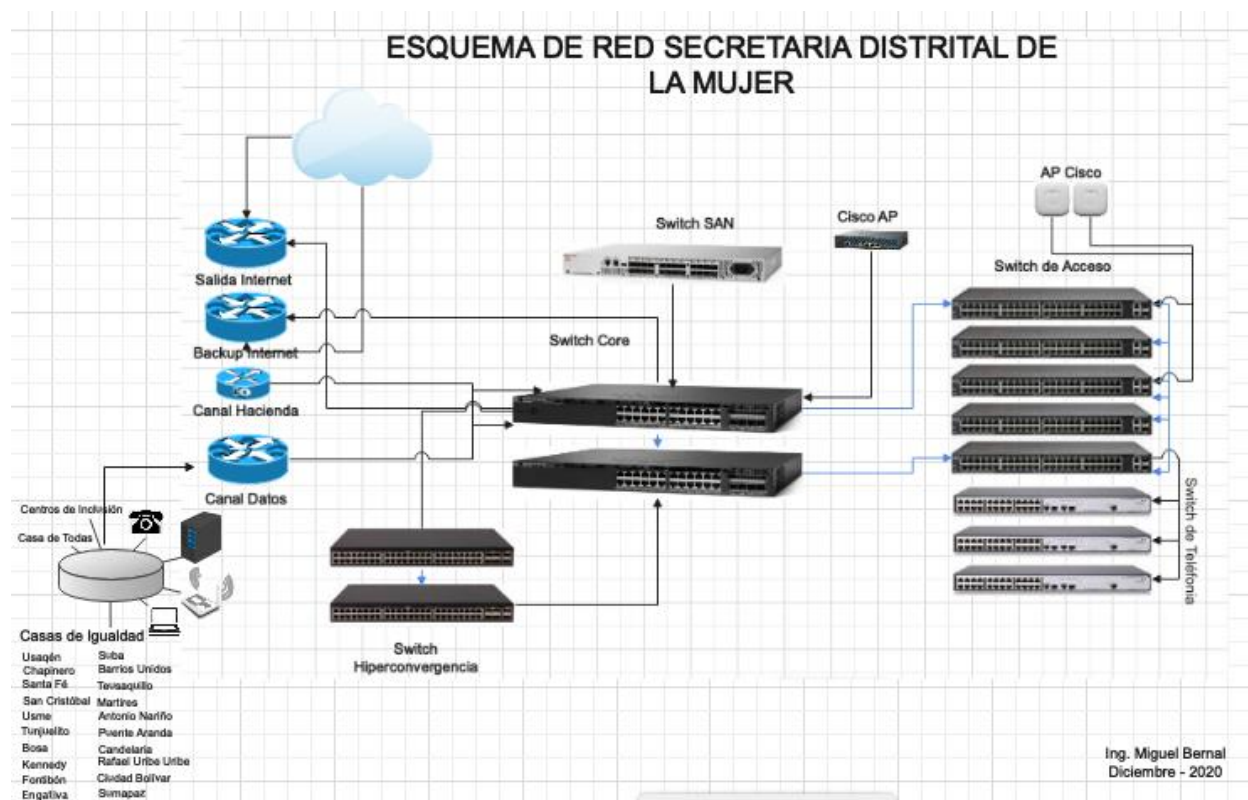 ESQUEMA DE RED SECRETARIA DISTRITAL DE
LA MUJER
AP Cisco
Switch SAN
Cisco AP
Salida Internet
Switch de Acceso
Backup Internet
Switch Core
Canal Hacienda
Canal Datos
Centros de Inclusión
Casa de Todas
Switch de Teléfonia
Casas de Igualdad
Switch
Hiperconvergencia
Usaqén
Chapinero
Santa Fé
San Cristóbal
Usme
Tunjuelito
Bosa
Kennedy
Fontibón
Engativa
Suba
Barrios Unidos
Teusaquillo
Martires
Antonio Nariño
Puente Aranda
Candelaria
Rafael Uribe Uribe
Ciudad Bolívar
Sumapaz
Ing. Miguel Bernal
Diciembre - 2020